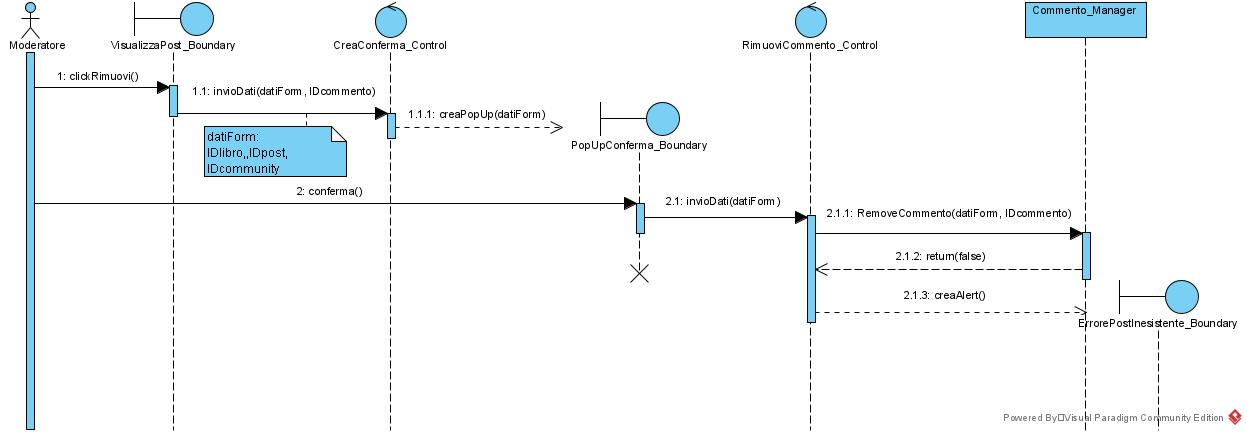 Commento_Manager
Moderatore
VisualizzaPost_Boundary
CreaConferma_Control
RimuoviCommento_Control
1: clickRimuovi()
1.1: invioDati(datiForm, IDcommento)
1.1.1: creaPopUp(datiForm)
datiForm:
IDlibro,,IDpost,
IDcommunity
PopUpConferma_Boundary
2: conferma()
2.1: invioDati(datiForm)
2.1.1: RemoveCommento(datiForm, IDcommento)
2.1.2: return(false)
2.1.3: creaAlert()
ErrorePostInesistente_Boundary
Powered By Visual Paradigm Community Edition